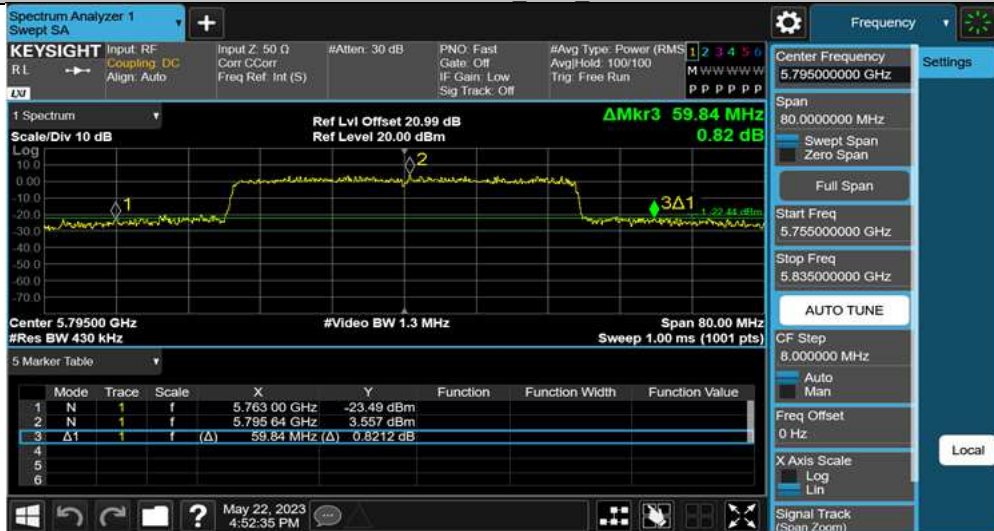 Spectrum Analyzer 1
Swept SA
+
Frequency
KEYSIGHT
RL
LXI
Input: RF
Coupling: DC
Align: Auto
Input Z: 50 Ω
Corr CCorr
Freq Ref: Int (S)
#Atten: 30 dB
PNO: Fast
Gate: Off
IF Gain: Low
Sig Track: Off
#Avg Type: Power (RMS
Avg|Hold: 100/100
Trig: Free Run
1 2 3 4 5 6
M W W W W W
P P P P P P
Center Frequency
5.795000000 GHz
Settings
1 Spectrum
Scale/Div 10 dB
Ref Lvl Offset 20.99 dB
Ref Level 20.00 dBm
ΔMkr3 59.84 MHz
0.82 dB
Log
10.0
0.00
-10.0
-20.0
-30.0
-40.0
-50.0
-60.0
-70.0
1
2
3Δ1
-22.44 dBm
Center 5.79500 GHz
#Res BW 430 kHz
#Video BW 1.3 MHz
Span 80.00 MHz
Sweep 1.00 ms (1001 pts)
Span
80.0000000 MHz
Swept Span
Zero Span
Full Span
Start Freq
5.755000000 GHz
Stop Freq
5.835000000 GHz
AUTO TUNE
CF Step
8.000000 MHz
Auto
Man
Freq Offset
0 Hz
X Axis Scale
Log
Lin
Signal Track
(Span Zoom)
Local
5 Marker Table
Mode Trace Scale X Y Function Function Width Function Value
1 N 1 f 5.763 00 GHz -23.49 dBm
2 N 1 f 5.795 64 GHz 3.557 dBm
3 Δ1 1 f (Δ) 59.84 MHz (Δ) 0.8212 dB
4
5
6
?
May 22, 2023
4:52:35 PM